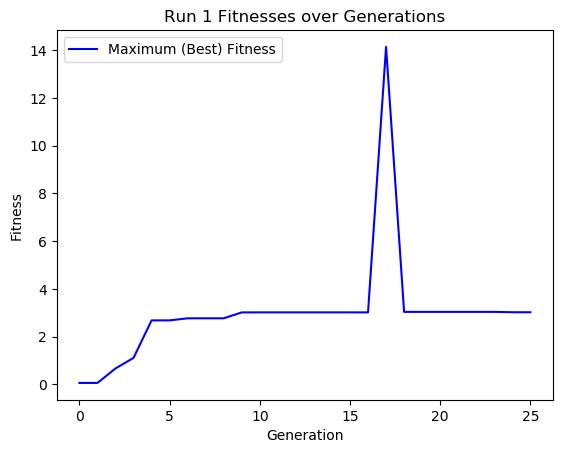 Run 1 Fitnesses over Generations
Maximum (Best) Fitness
14
12
10
8
6
4
2
0
Fitness
0 5 10 15 20 25
Generation